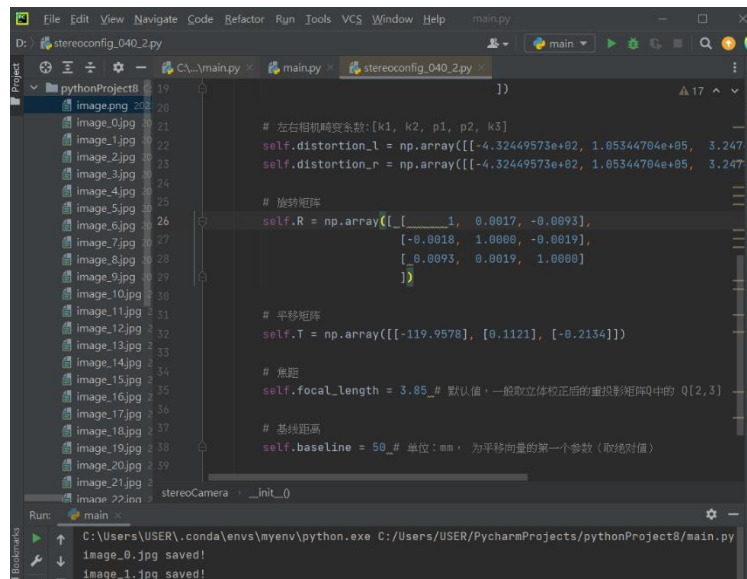 File Edit View Navigate Code Refactor Run Tools VCS Window Help main.py
D: stereoconfig_040_2.py main
C:\...\main.py main.py stereoconfig_040_2.py
Project
pythonProject8
image.png 202
image_0.jpg
image_1.jpg
image_2.jpg
image_3.jpg
image_4.jpg
image_5.jpg
image_6.jpg
image_7.jpg
image_8.jpg
image_9.jpg
image_10.jpg
image_11.jpg
image_12.jpg
image_13.jpg
image_14.jpg
image_15.jpg
image_16.jpg
image_17.jpg
image_18.jpg
image_19.jpg
image_20.jpg
image_21.jpg
image_22.jpg
17
19 ])
20
21 # 左右相机畸变系数:[k1, k2, p1, p2, k3]
22 self.distortion_l = np.array([[-4.32449573e+02, 1.05344704e+05, 3.247
23 self.distortion_r = np.array([[-4.32449573e+02, 1.05344704e+05, 3.247
24
25 # 旋转矩阵
26 self.R = np.array([ [ 1, 0.0017, -0.0093],
27 [-0.0018, 1.0000, -0.0019],
28 [ 0.0093, 0.0019, 1.0000]
29 ])
30
31 # 平移矩阵
32 self.T = np.array([[-119.9578], [0.1121], [-0.2134]])
33
34 # 焦距
35 self.focal_length = 3.85 # 默认值，一般取立体校正后的重投影矩阵Q中的 Q[2,3]
36
37 # 基线距离
38 self.baseline = 50 # 单位：mm， 为平移向量的第一个参数（取绝对值）
39
stereoCamera › __init__()
Run: main
Bookmarks
C:\Users\USER\.conda\envs\myenv\python.exe C:/Users/USER/PycharmProjects/pythonProject8/main.py
image_0.jpg saved!
image_1.jpg saved!